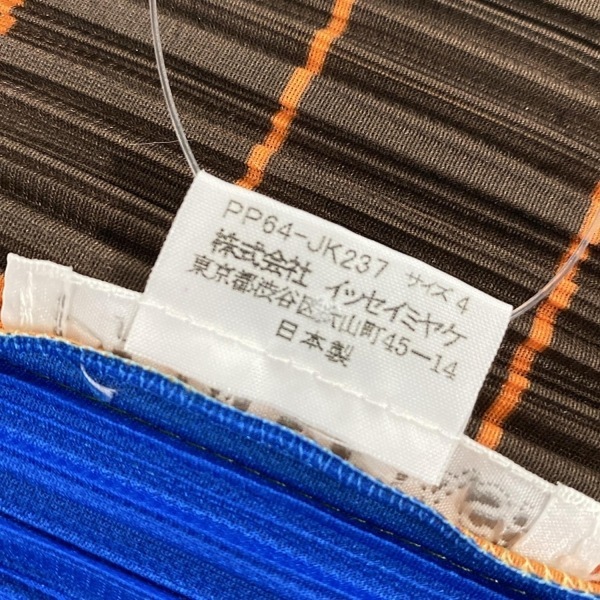 PP64-JK237 サイズ 4
株式会社 イッセイミヤケ
東京都渋谷区大山町45-14
日本製